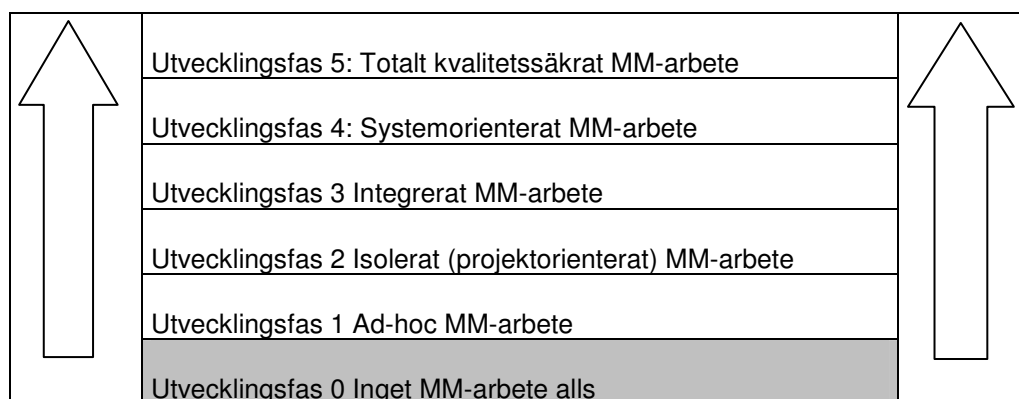 Utvecklingsfas 5: Totalt kvalitetssäkrat MM-arbete
Utvecklingsfas 4: Systemorienterat MM-arbete
Utvecklingsfas 3 Integrerat MM-arbete
Utvecklingsfas 2 Isolerat (projektorienterat) MM-arbete
Utvecklingsfas 1 Ad-hoc MM-arbete
Utvecklingsfas 0 Inget MM-arbete alls